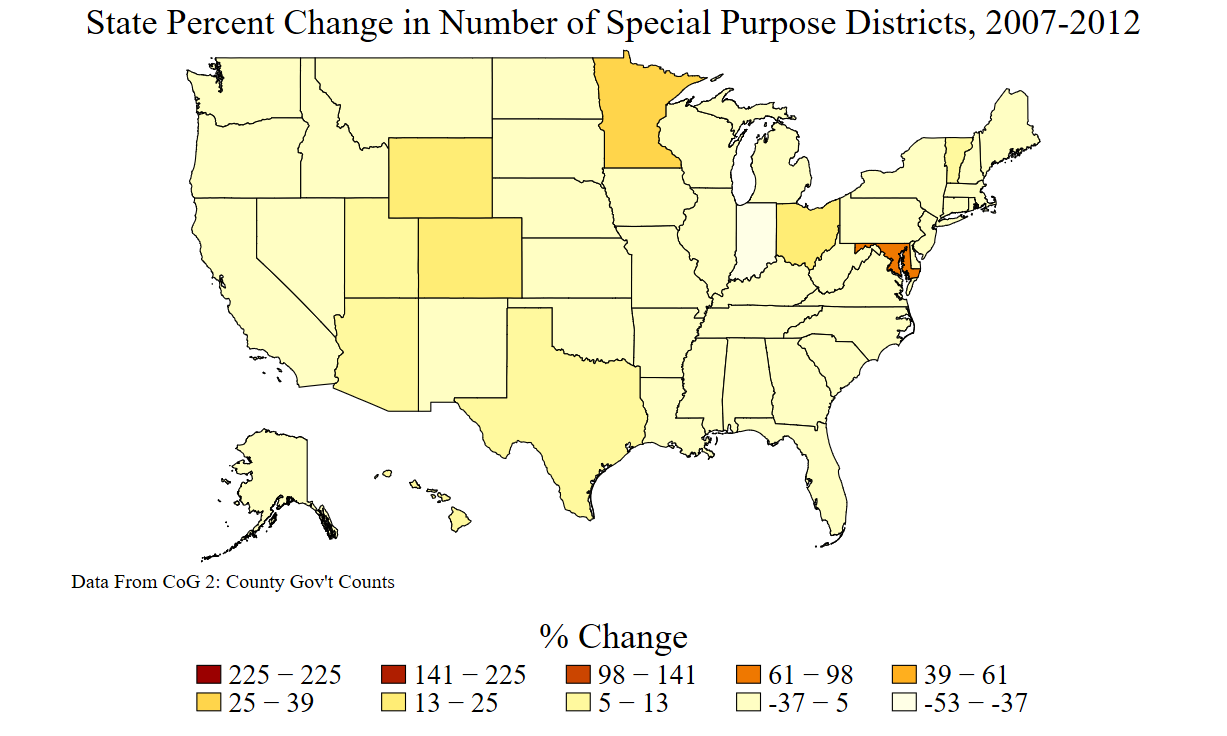 State Percent Change in Number of Special Purpose Districts, 2007-2012
Data From CoG 2: County Gov't Counts
% Change
225 − 225 141 − 225 98 − 141 61 − 98 39 − 61
25 − 39 13 − 25 5 − 13 -37 − 5 -53 − -37